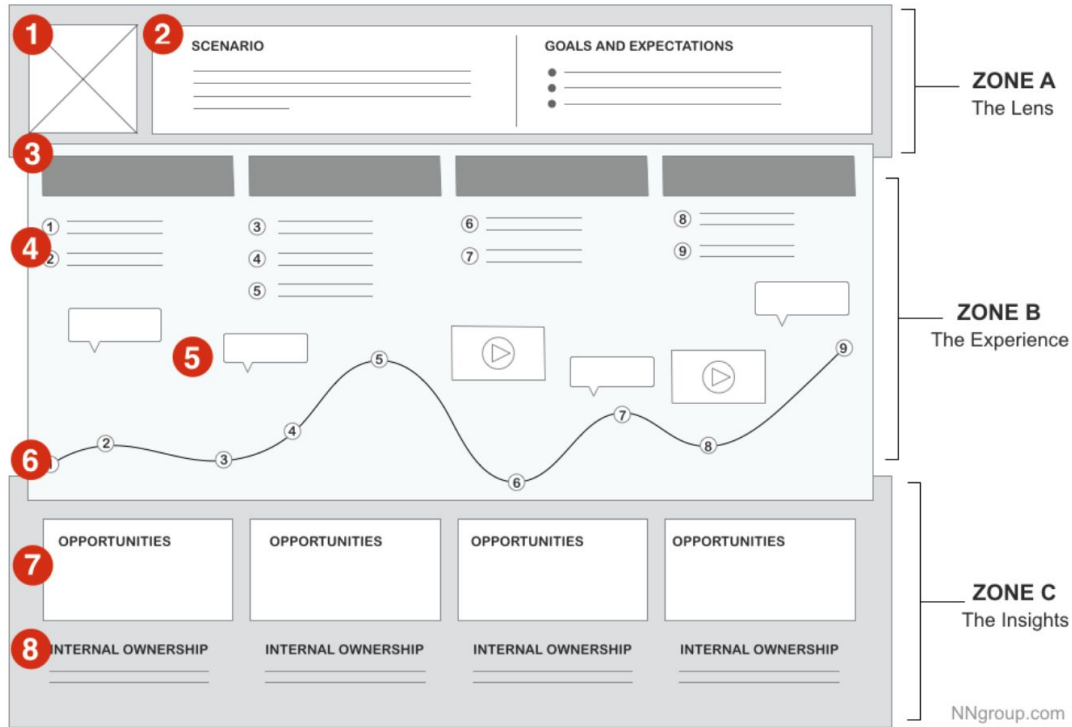 1
2
SCENARIO
GOALS AND EXPECTATIONS
ZONE A
The Lens
3
4
1
2
3
4
5
6
7
8
9
5
ZONE B
The Experience
6
1
2
3
4
5
6
7
8
9
7
OPPORTUNITIES
OPPORTUNITIES
OPPORTUNITIES
OPPORTUNITIES
ZONE C
The Insights
8
INTERNAL OWNERSHIP
INTERNAL OWNERSHIP
INTERNAL OWNERSHIP
INTERNAL OWNERSHIP
NNgroup.com